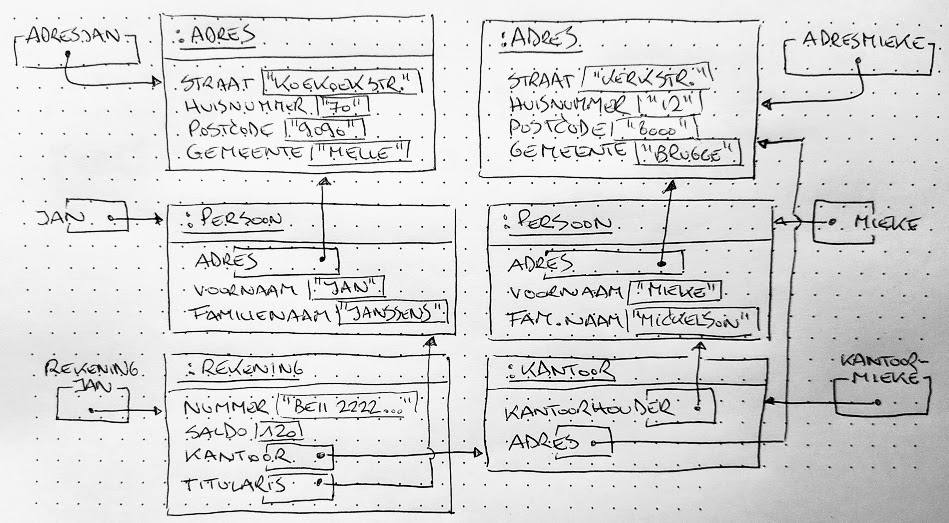 ADRESJAN
: ADRES
STRAAT "KOEKOEKSTR."
HUISNUMMER "70"
POSTCODE "9090"
GEMEENTE "MELLE"
: ADRES
STRAAT "KERKSTR."
HUISNUMMER "12"
POSTCODE "8000"
GEMEENTE "BRUGGE"
ADRESMIEKE
JAN
: PERSOON
ADRES
VOORNAAM "JAN"
FAMILIENAAM "JANSSENS"
: PERSOON
ADRES
VOORNAAM "MIEKE"
FAM.NAAM "MICKELSON"
MIEKE
REKENING
JAN
: REKENING
NUMMER "BE11 2222..."
SALDO 120
KANTOOR
TITULARIS
: KANTOOR
KANTOORHOUDER
ADRES
KANTOOR-
MIEKE